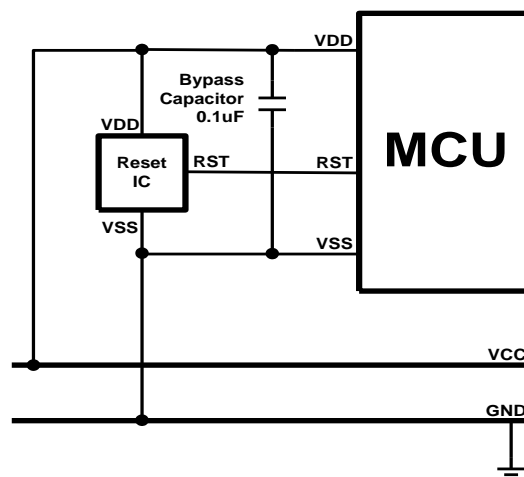 VDD
Bypass
Capacitor
0.1uF
VDD
MCU
Reset
IC
RST
RST
VSS
VSS
VCC
GND